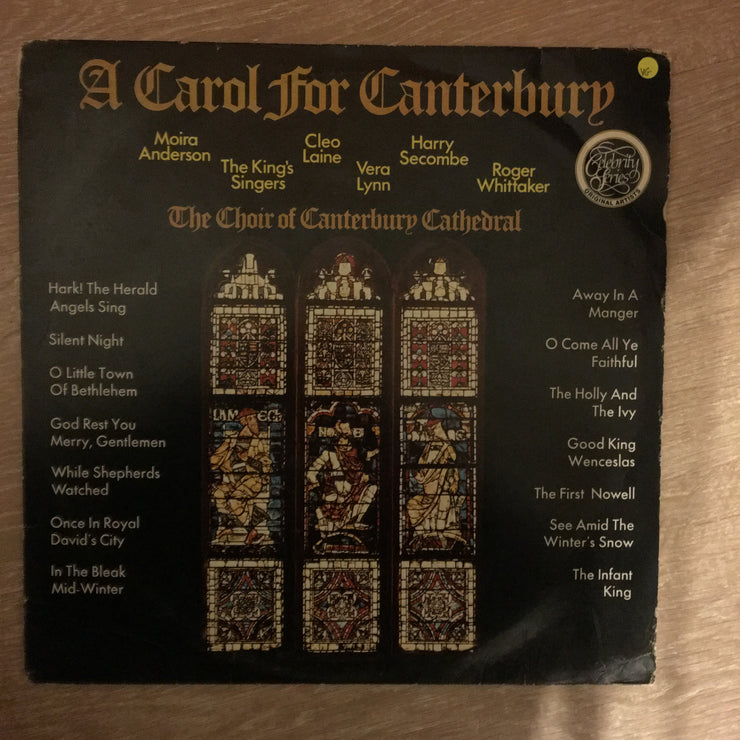 A Carol For Canterbury
VG
Moira
Anderson
The King's
Singers
Cleo
Laine
Vera
Lynn
Harry
Secombe
Roger
Whittaker
Celebrity
Series
ORIGINAL ARTISTS
The Choir of Canterbury Cathedral
Hark! The Herald
Angels Sing
Silent Night
O Little Town
Of Bethlehem
God Rest You
Merry, Gentlemen
While Shepherds
Watched
Once In Royal
David's City
In The Bleak
Mid-Winter
Away In A
Manger
O Come All Ye
Faithful
The Holly And
The Ivy
Good King
Wenceslas
The First Nowell
See Amid The
Winter's Snow
The Infant
King